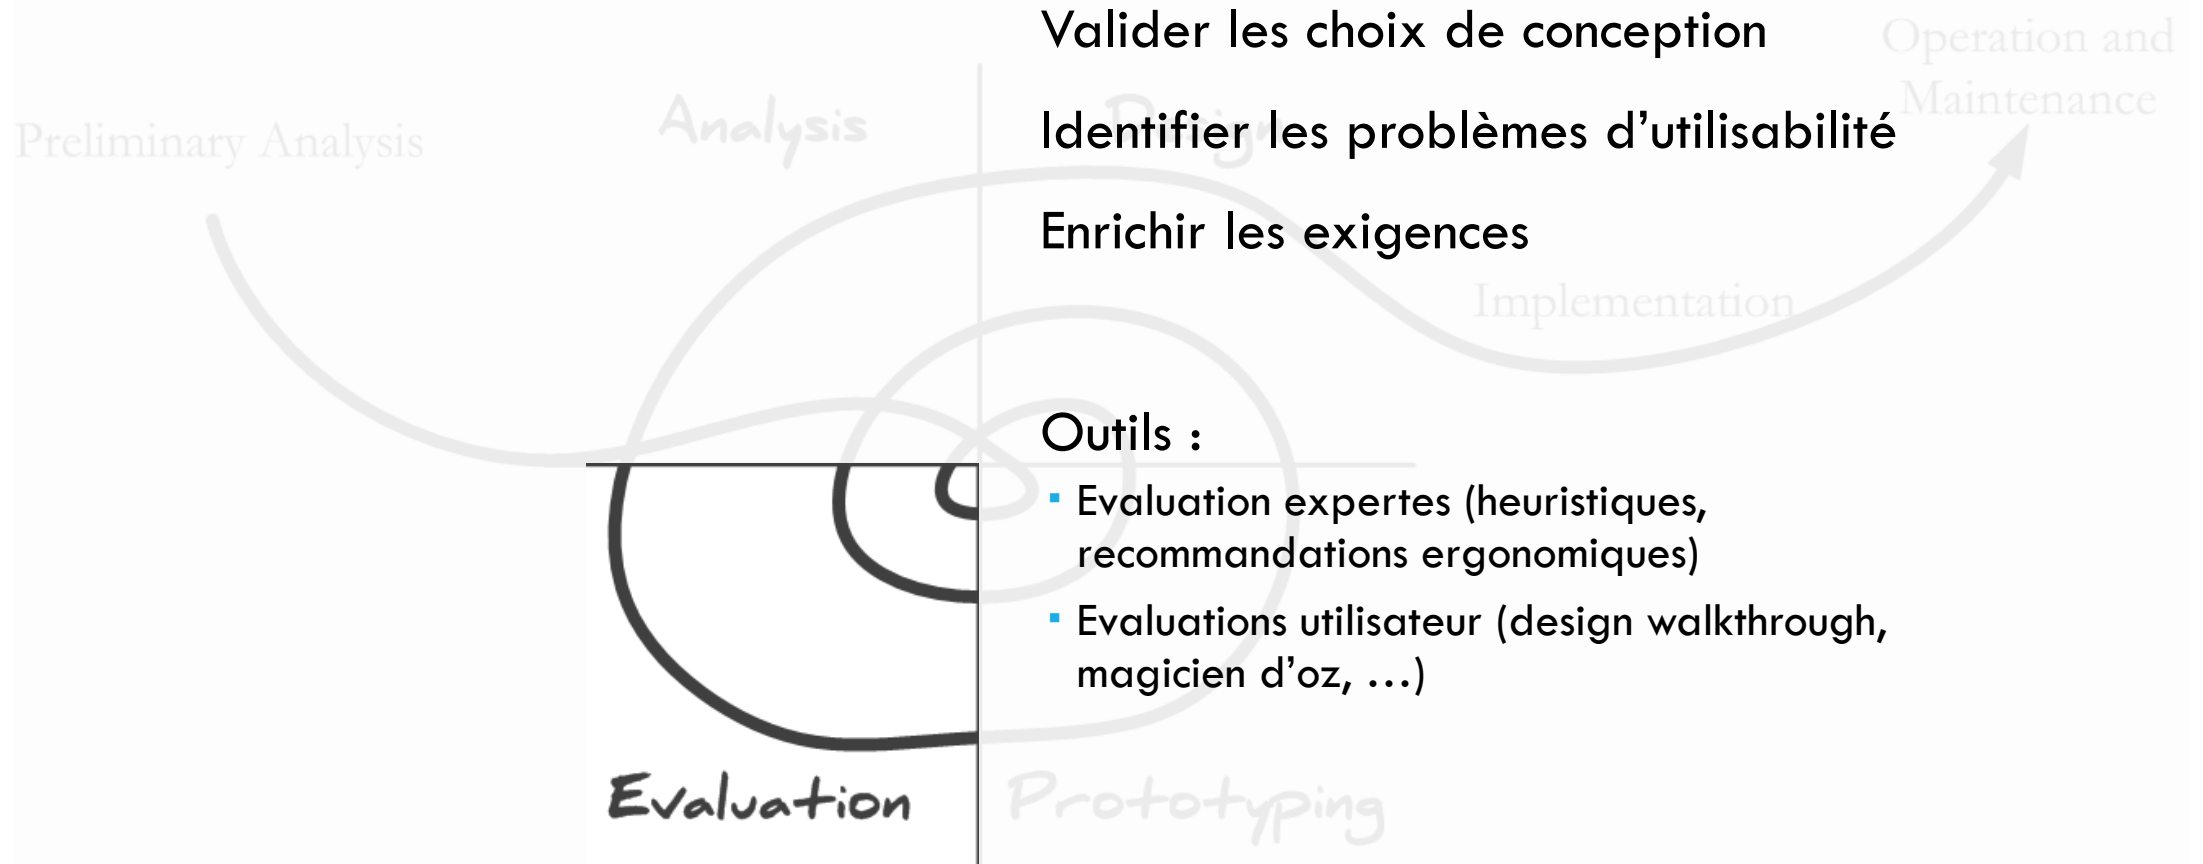 Valider les choix de conception
Operation and
Maintenance
Analysis
Design
Preliminary Analysis
Identifier les problèmes d’utilisabilité
Enrichir les exigences
Implementation
Outils :
Evaluation expertes (heuristiques,
recommandations ergonomiques)
Evaluations utilisateur (design walkthrough,
magicien d’oz, …)
Evaluation
Prototyping